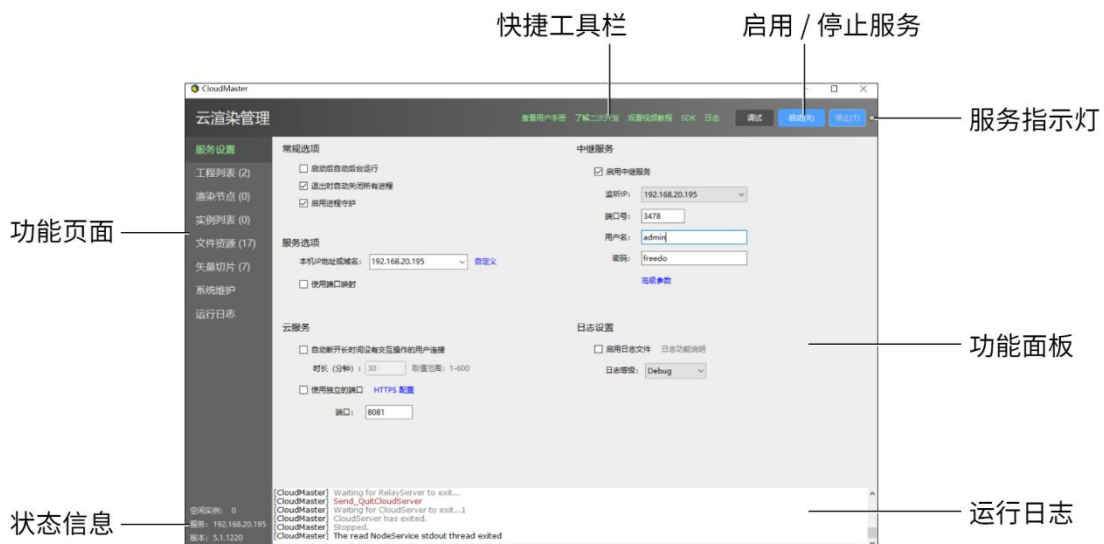 快捷工具栏 启用 / 停止服务
CloudMaster
云渲染管理 查看用户手册 了解二次开发 观看视频教程 SDK 日志 调试 启动(R) 停止(T)
服务指示灯
功能页面
服务设置
工程列表 (2)
渲染节点 (0)
实例列表 (0)
文件资源 (17)
矢量切片 (7)
系统维护
运行日志
常规选项
启动后自动后台运行
退出时自动关闭所有进程
启用进程守护
服务选项
本机IP地址或域名: 192.168.20.195 自定义
使用端口映射
云服务
自动断开长时间没有交互操作的用户连接
时长 (分钟) : 30 取值范围: 1-600
使用独立的端口 HTTPS 配置
端口: 8081
中继服务
启用中继服务
监听IP: 192.168.20.195
端口号: 3478
用户名: admin
密码: freedo
高级参数
日志设置
启用日志文件 日志功能说明
日志等级: Debug
功能面板
状态信息
空闲实例: 0
服务: 192.168.20.195
版本: 5.1.1220
[CloudMaster] Waiting for RelayServer to exit...
[CloudMaster] Send_QuitCloudServer
[CloudMaster] Waiting for CloudServer to exit...1
[CloudMaster] CloudServer has exited.
[CloudMaster] Stopped.
[CloudMaster] The read NodeService stdout thread exited
运行日志